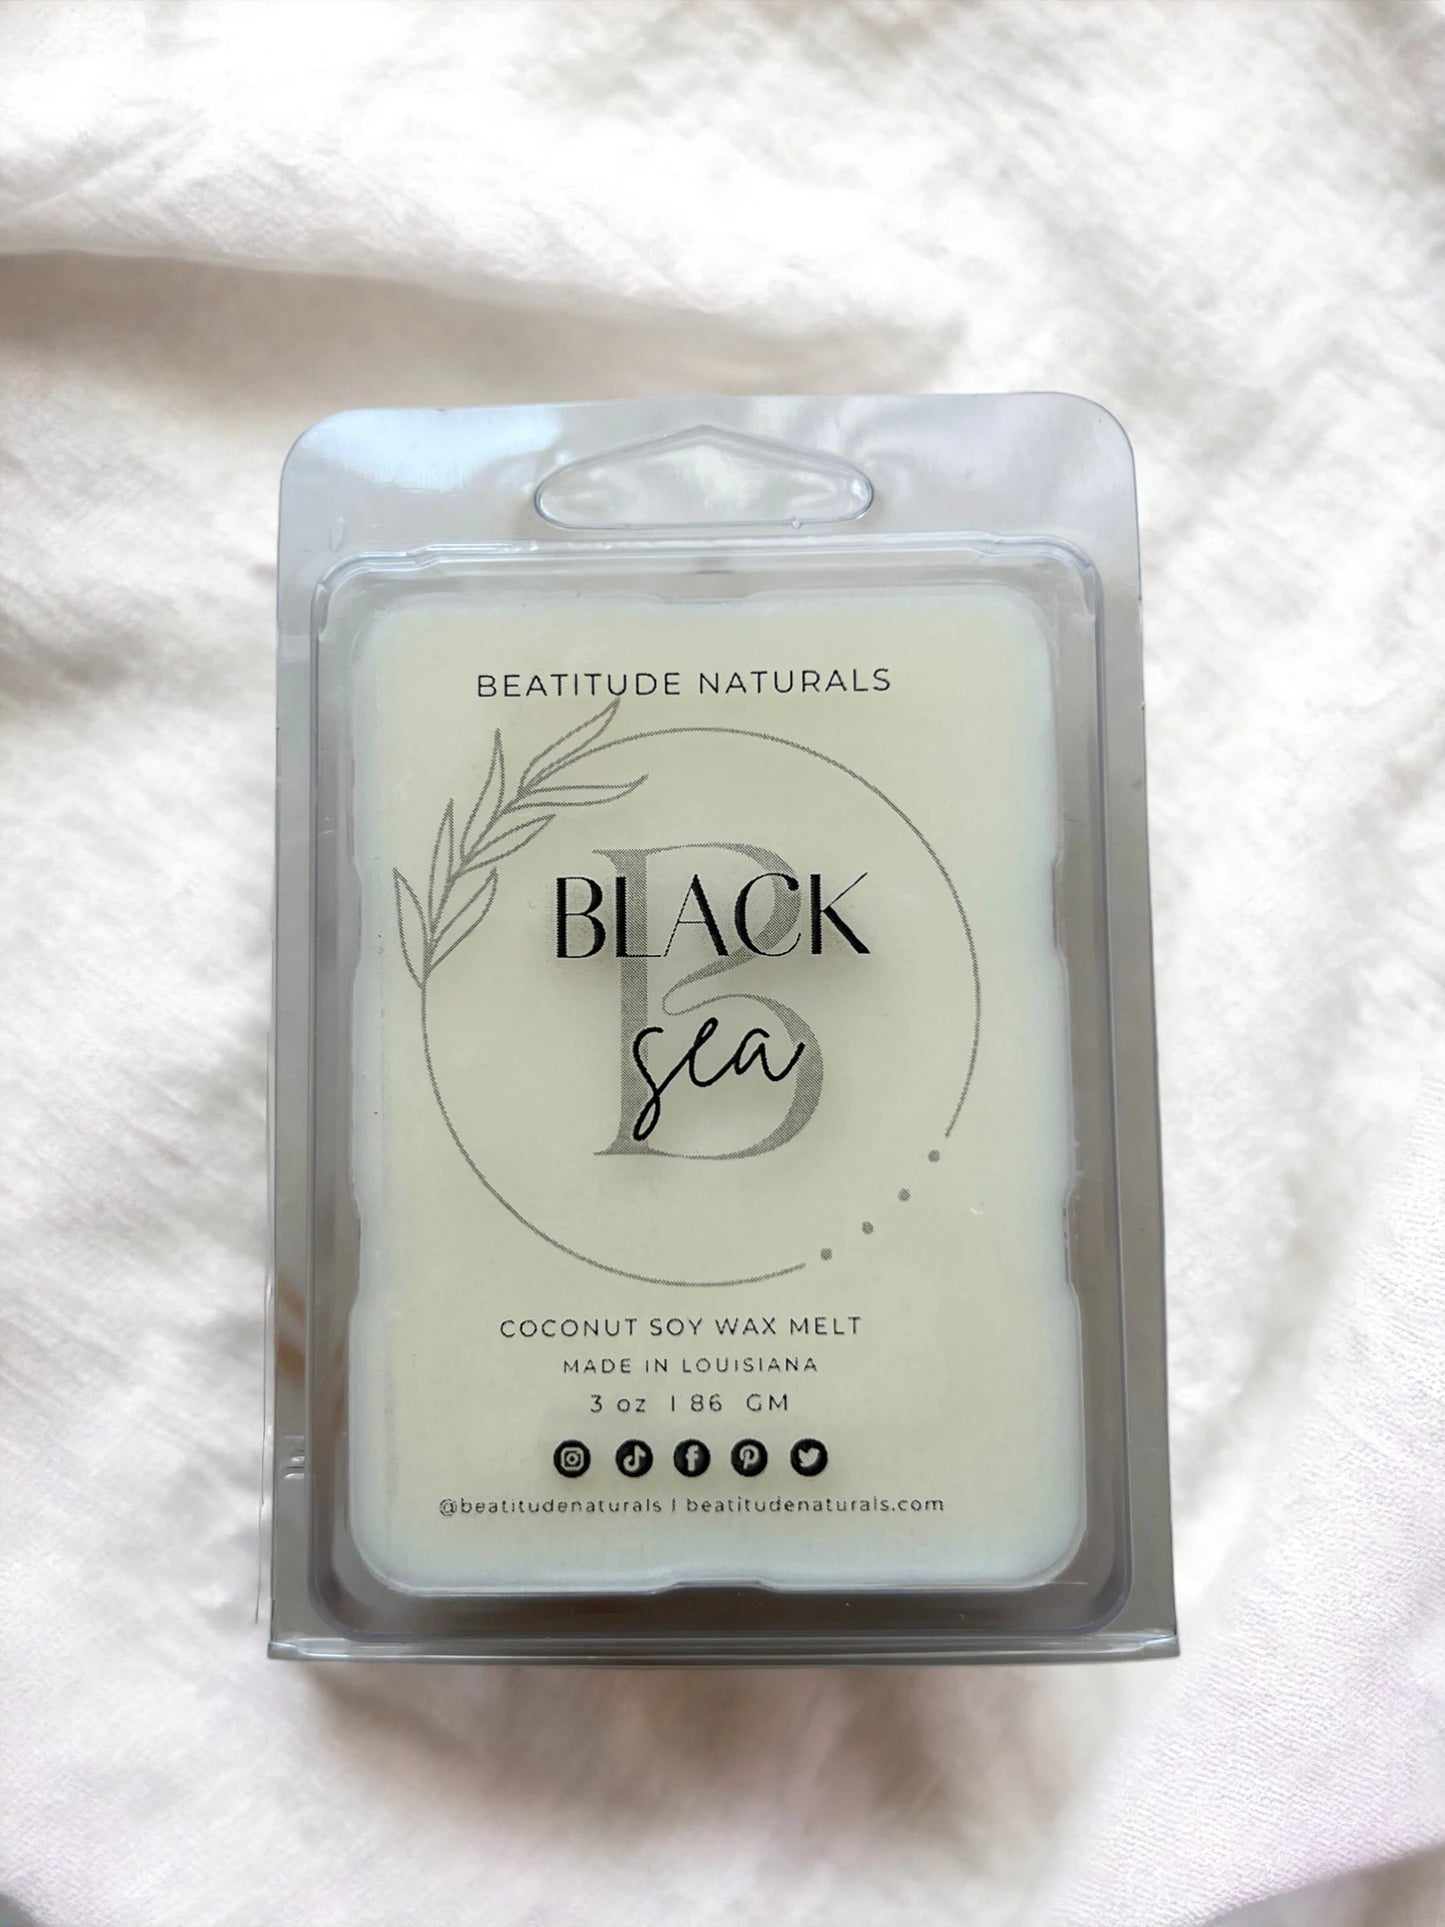 BEATITUDE NATURALS
B
BLACK
sea
COCONUT SOY WAX MELT
MADE IN LOUISIANA
3 oz | 86 GM
@beatitudenaturals | beatitudenaturals.com